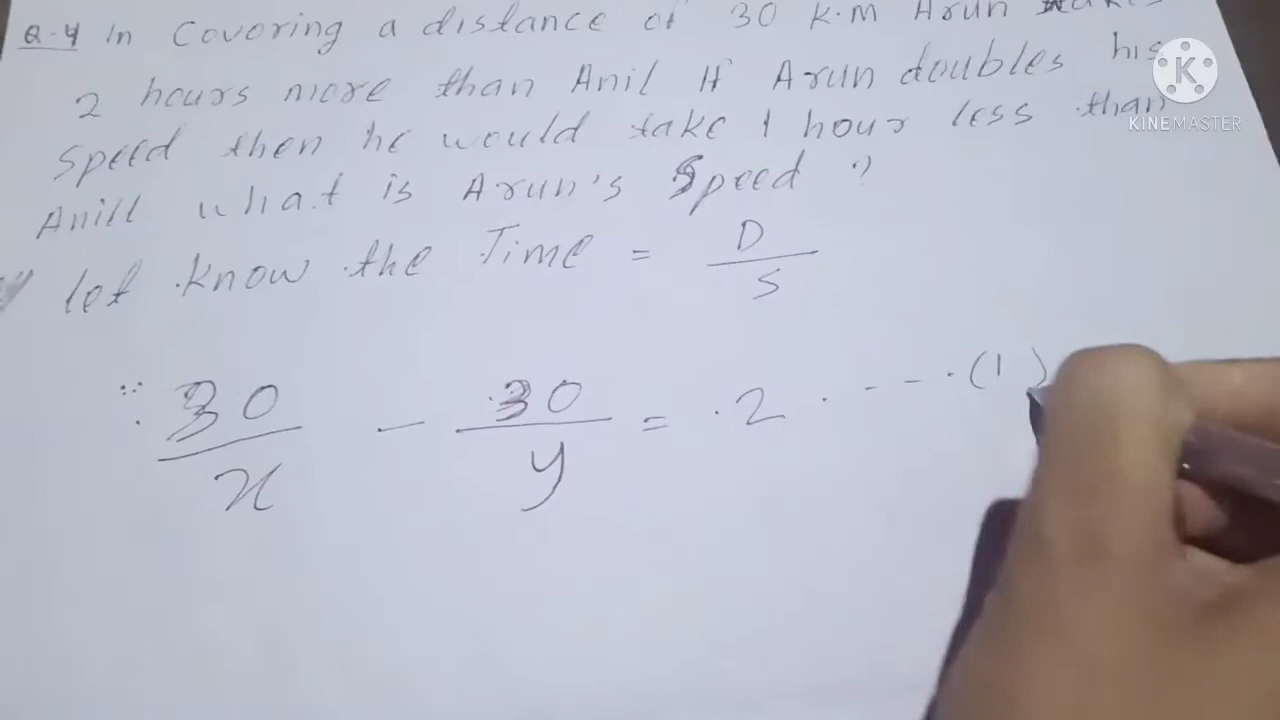 Q-4 In Covering a distance of 30 K.M Arun
2 hours more than Anil If Arun doubles his
Speed then he would take 1 hour less than
Anill what is Arun's Speed ?
let know the Time = D/S
30/x - 30/y = 2 - - - (1)
K
KINEMASTER